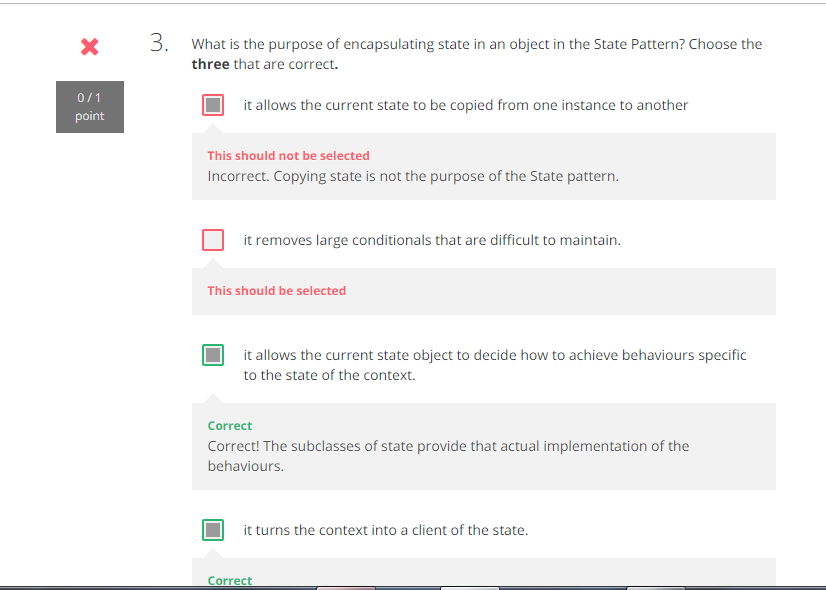 3. What is the purpose of encapsulating state in an object in the State Pattern? Choose the
three that are correct.
0 / 1
point
it allows the current state to be copied from one instance to another
This should not be selected
Incorrect. Copying state is not the purpose of the State pattern.
it removes large conditionals that are difficult to maintain.
This should be selected
it allows the current state object to decide how to achieve behaviours specific
to the state of the context.
Correct
Correct! The subclasses of state provide that actual implementation of the
behaviours.
it turns the context into a client of the state.
Correct